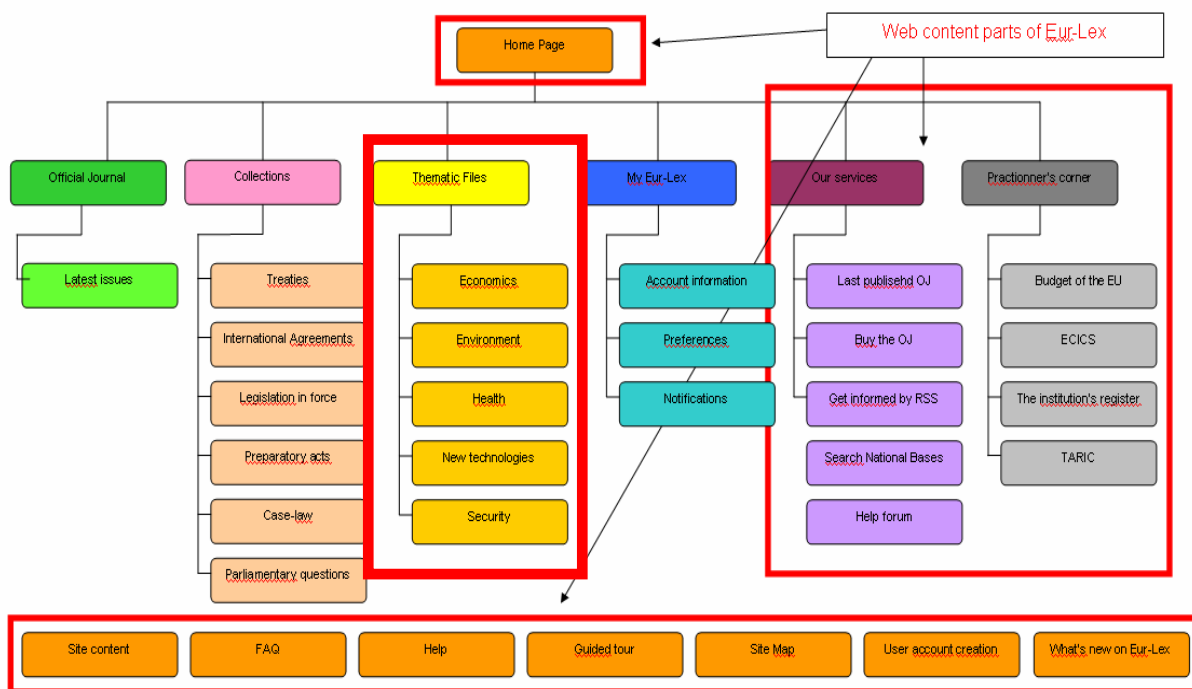 Home Page
Web content parts of Eur-Lex
Official Journal
Collections
Thematic Files
My Eur-Lex
Our services
Practionner's corner
Latest issues
Treaties
International Agreements
Legislation in force
Preparatory acts
Case-law
Parliamentary questions
Economics
Environment
Health
New technologies
Security
Account information
Preferences
Notifications
Last publisehd OJ
Buy the OJ
Get informed by RSS
Search National Bases
Help forum
Budget of the EU
ECICS
The institution's register
TARIC
Site content
FAQ
Help
Guided tour
Site Map
User account creation
What's new on Eur-Lex